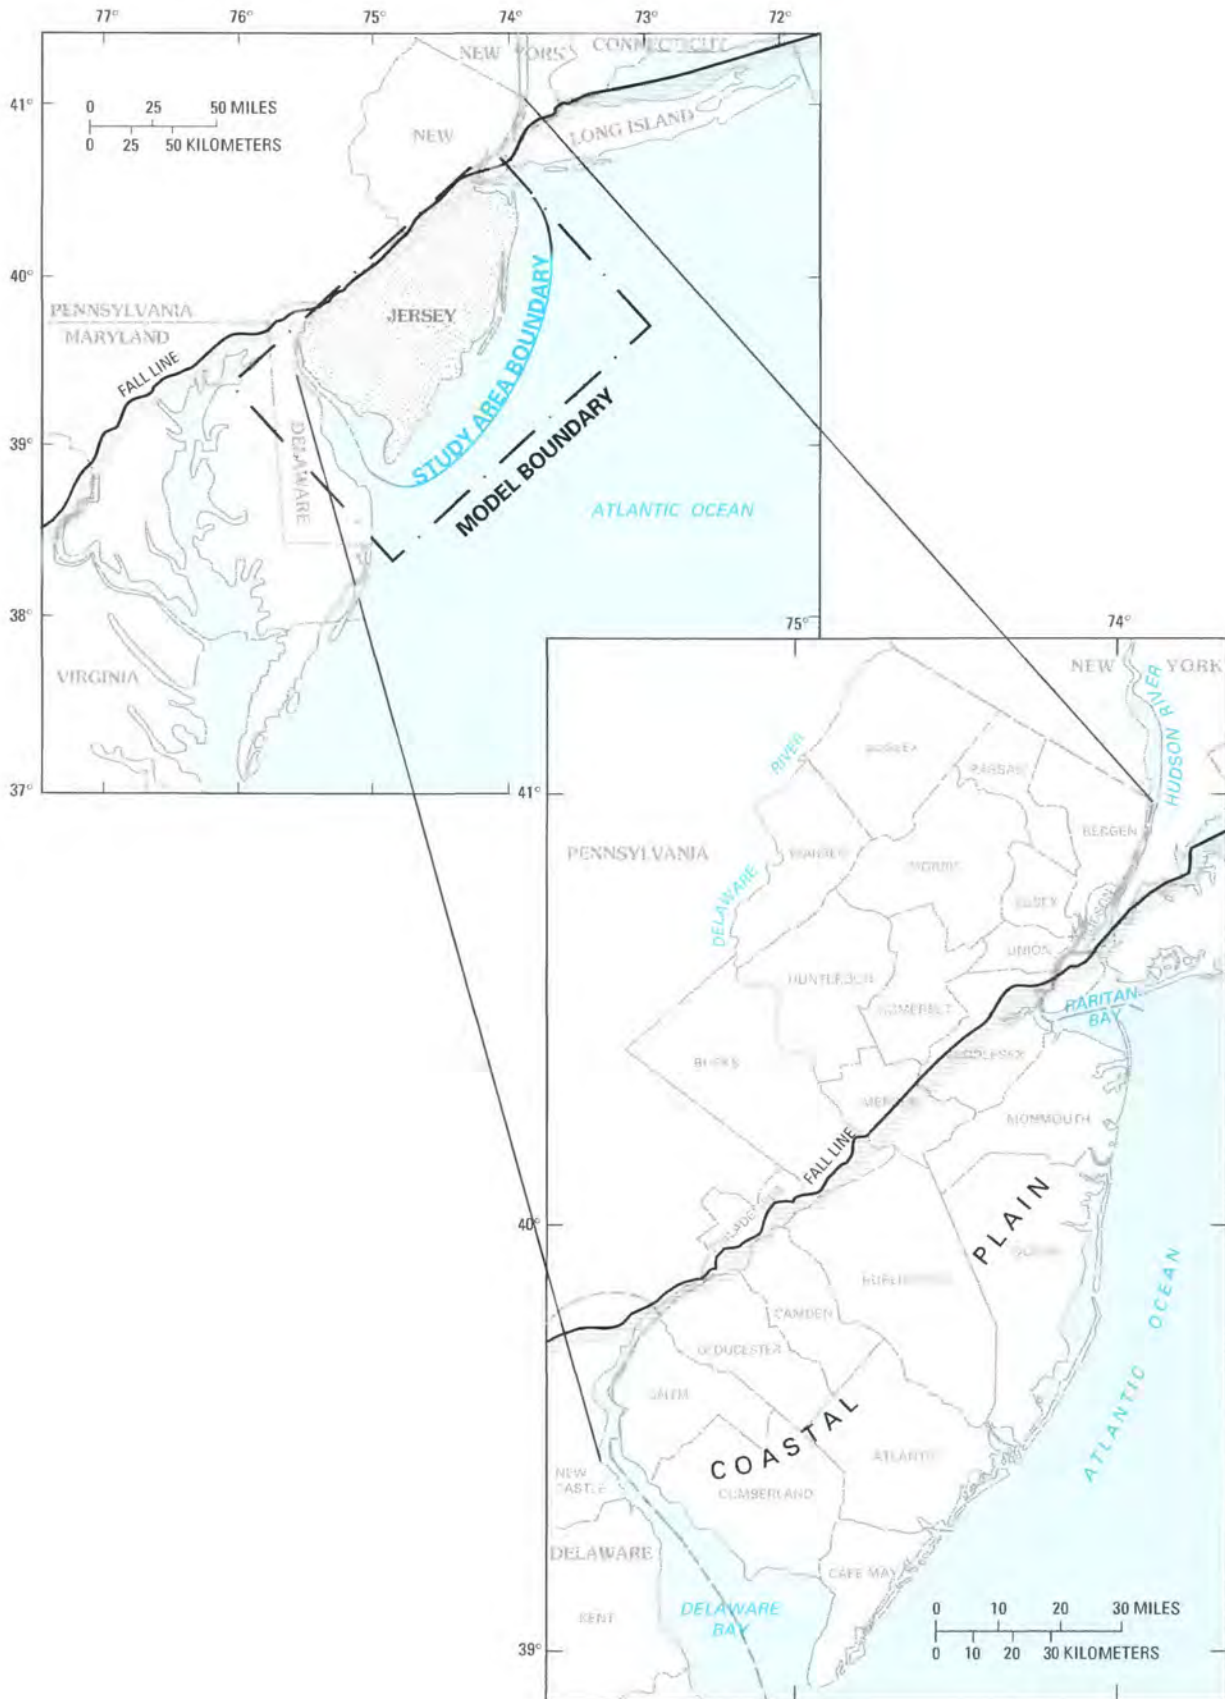 77° 76° 75° 74° 73° 72°
NEW YORK
CONNECTICUT
41°
0 25 50 MILES
0 25 50 KILOMETERS
NEW
LONG ISLAND
40°
PENNSYLVANIA
MARYLAND
JERSEY
FALL LINE
STUDY AREA BOUNDARY
MODEL BOUNDARY
39°
DELAWARE
ATLANTIC OCEAN
38°
VIRGINIA
37°
75° 74°
NEW YORK
HUDSON RIVER
RIVER
SUSSEX
PASSAIC
41°
BERGEN
PENNSYLVANIA
WARREN
MORRIS
ESSEX
HUDSON
DELAWARE
UNION
HUNTERDON
SOMERSET
RARITAN
BAY
MIDDLESEX
BUCKS
MERCER
MONMOUTH
FALL LINE
PLAIN
40°
OCEAN
BURLINGTON
CAMDEN
GLOUCESTER
SALEM
COASTAL
ATLANTIC
ATLANTIC OCEAN
NEW
CASTLE
CUMBERLAND
DELAWARE
CAPE MAY
KENT
DELAWARE
BAY
0 10 20 30 MILES
0 10 20 30 KILOMETERS
39°